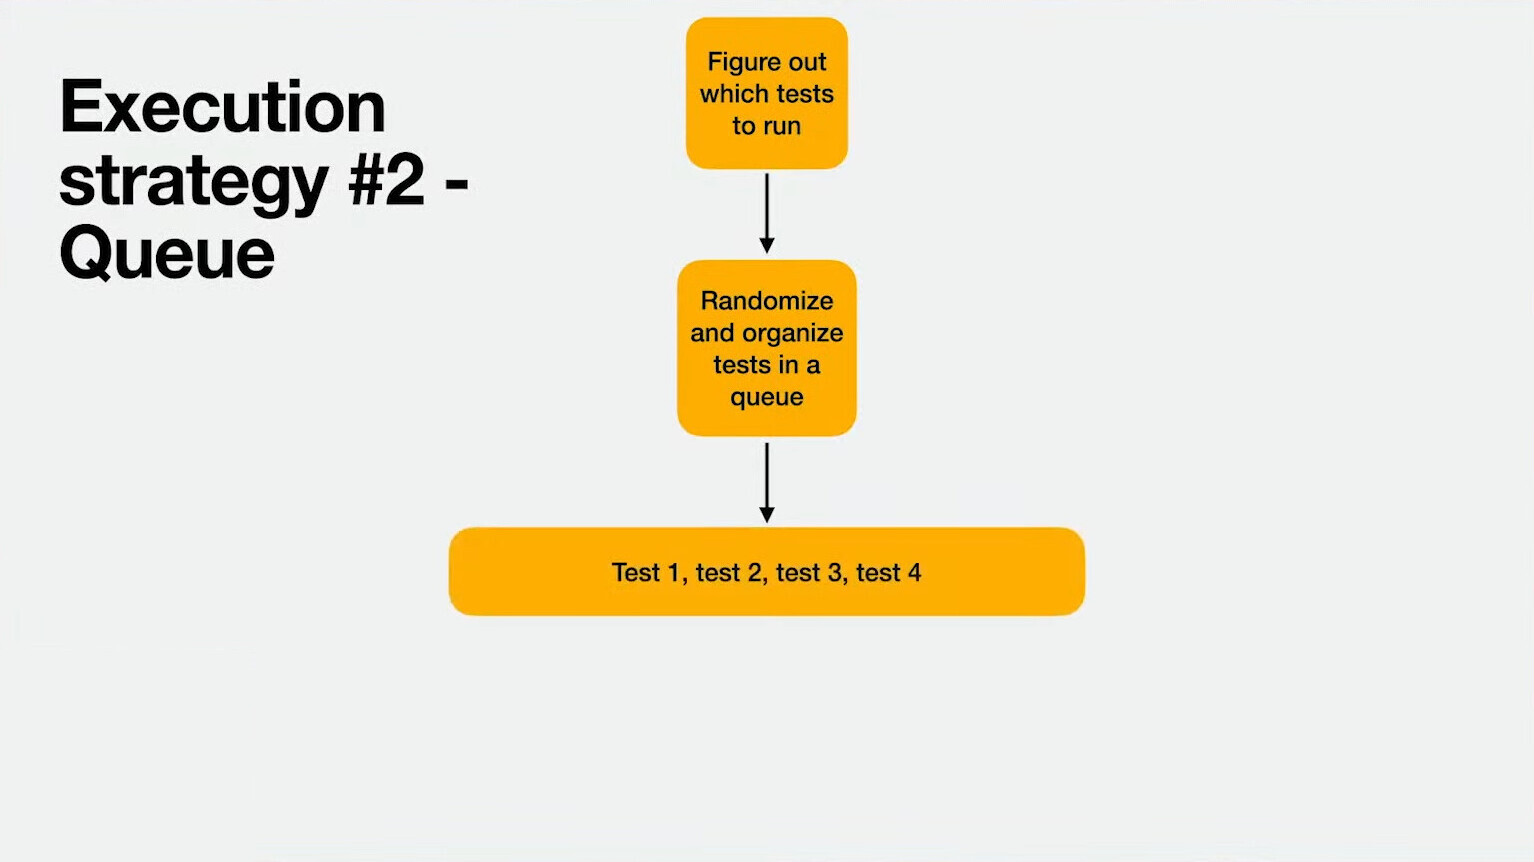 Execution
strategy #2 -
Queue
Figure out
which tests
to run
Randomize
and organize
tests in a
queue
Test 1, test 2, test 3, test 4